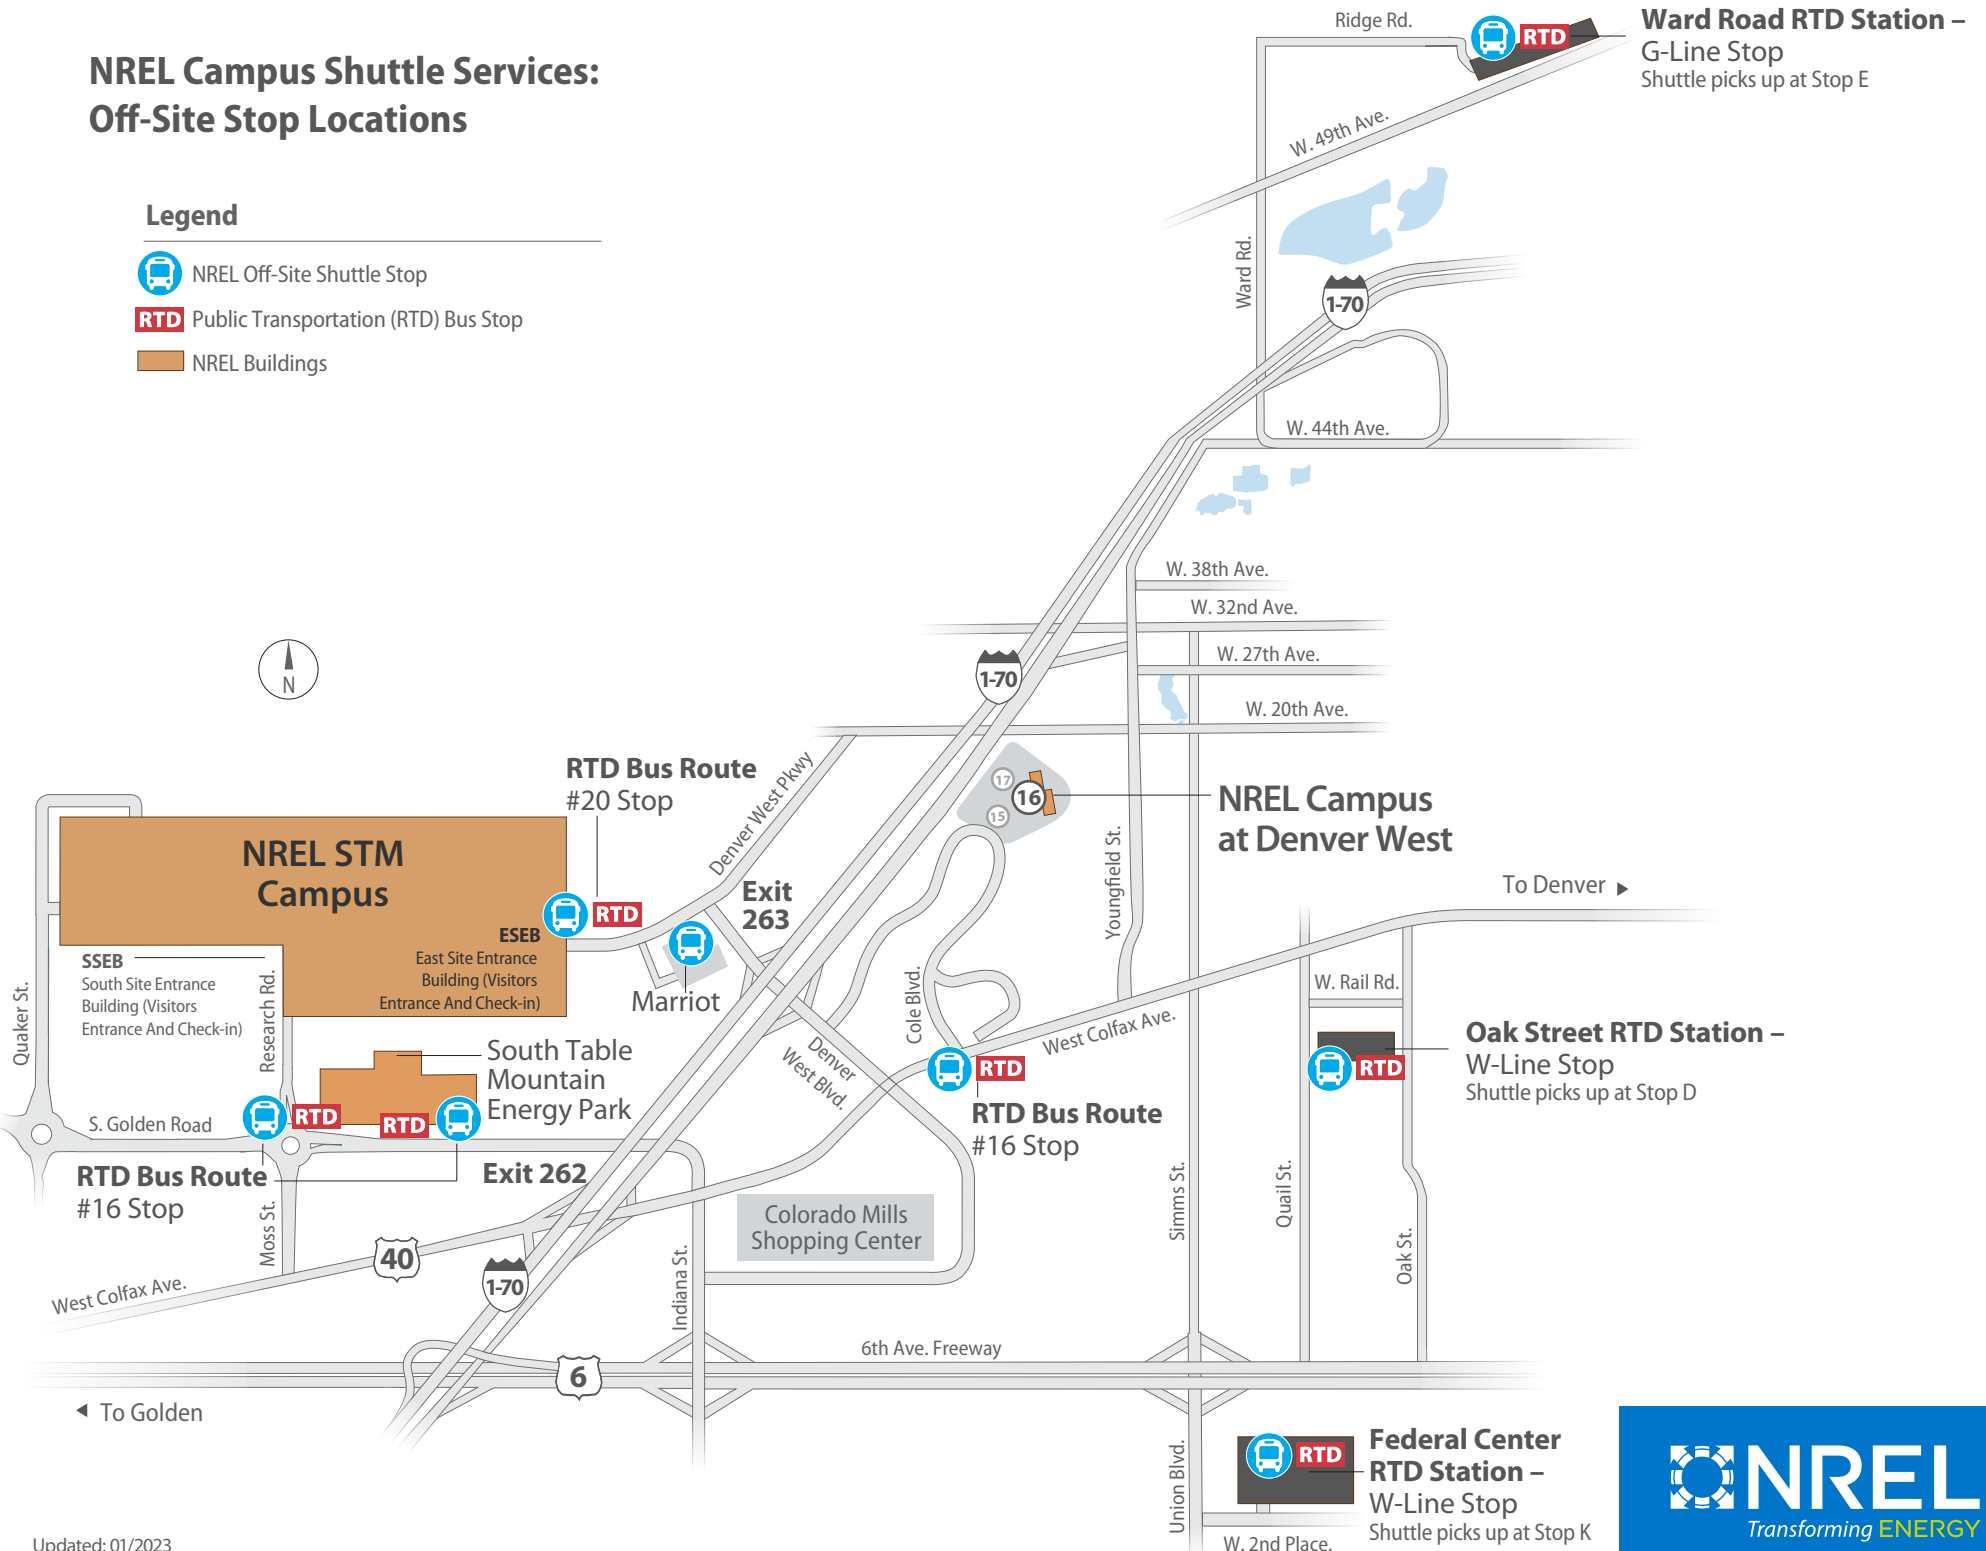 NREL Campus Shuttle Services:
Off-Site Stop Locations
Legend
NREL Off-Site Shuttle Stop
RTD Public Transportation (RTD) Bus Stop
NREL Buildings
Ridge Rd.
RTD
Ward Road RTD Station –
G-Line Stop
Shuttle picks up at Stop E
W. 49th Ave.
Ward Rd.
1-70
W. 44th Ave.
W. 38th Ave.
W. 32nd Ave.
W. 27th Ave.
W. 20th Ave.
1-70
N
RTD Bus Route
#20 Stop
Denver West Pkwy
17
16
15
NREL Campus
at Denver West
Youngfield St.
To Denver
NREL STM
Campus
RTD
Exit
263
ESEB
East Site Entrance
Building (Visitors
Entrance And Check-in)
SSEB
South Site Entrance
Building (Visitors
Entrance And Check-in)
Quaker St.
Research Rd.
Marriot
Cole Blvd.
West Colfax Ave.
W. Rail Rd.
Denver
West Blvd.
RTD
RTD Bus Route
#16 Stop
RTD
Oak Street RTD Station –
W-Line Stop
Shuttle picks up at Stop D
South Table
Mountain
Energy Park
RTD
RTD
S. Golden Road
RTD Bus Route
#16 Stop
Exit 262
Moss St.
Colorado Mills
Shopping Center
Simms St.
Quail St.
Oak St.
40
West Colfax Ave.
1-70
Indiana St.
6th Ave. Freeway
6
To Golden
Union Blvd.
RTD
Federal Center
RTD Station –
W-Line Stop
Shuttle picks up at Stop K
W. 2nd Place.
NREL
Transforming ENERGY
Updated: 01/2023